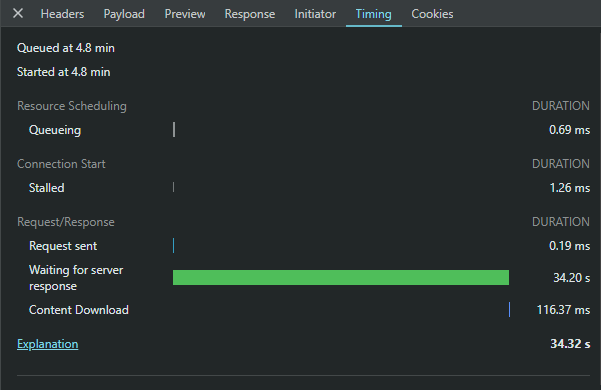 Headers Payload Preview Response Initiator Timing Cookies
Queued at 4.8 min
Started at 4.8 min
Resource Scheduling DURATION
Queueing 0.69 ms
Connection Start DURATION
Stalled 1.26 ms
Request/Response DURATION
Request sent 0.19 ms
Waiting for server
response 34.20 s
Content Download 116.37 ms
Explanation 34.32 s